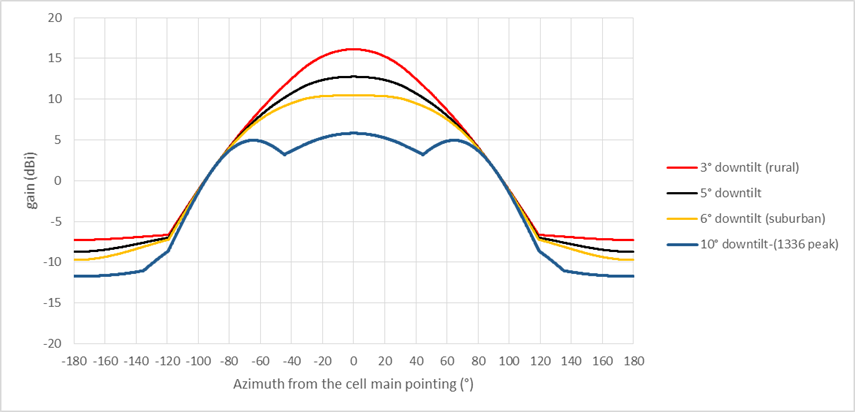 20
15
10
5
0
-5
-10
-15
-20
gain (dBi)
-180 -160 -140 -120 -100 -80 -60 -40 -20 0 20 40 60 80 100 120 140 160 180
Azimuth from the cell main pointing (°)
3° downtilt (rural)
5° downtilt
6° downtilt (suburban)
10° downtilt-(1336 peak)